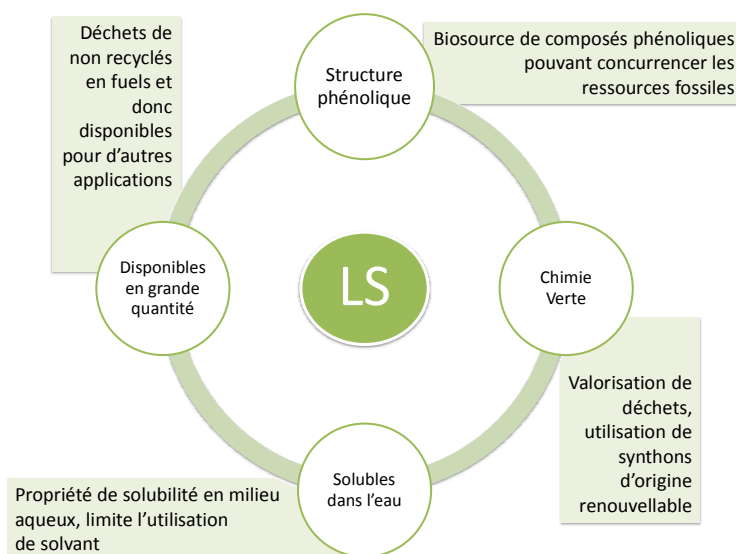 Déchets de
non recyclés
en fuels et
donc
disponibles
pour d'autres
applications
Structure
phénolique
Biosource de composés phénoliques
pouvant concurrencer les
ressources fossiles
Disponibles
en grande
quantité
LS
Chimie
Verte
Valorisation de
déchets,
utilisation de
synthons
d'origine
renouvellable
Solubles
dans l'eau
Propriété de solubilité en milieu
aqueux, limite l'utilisation
de solvant